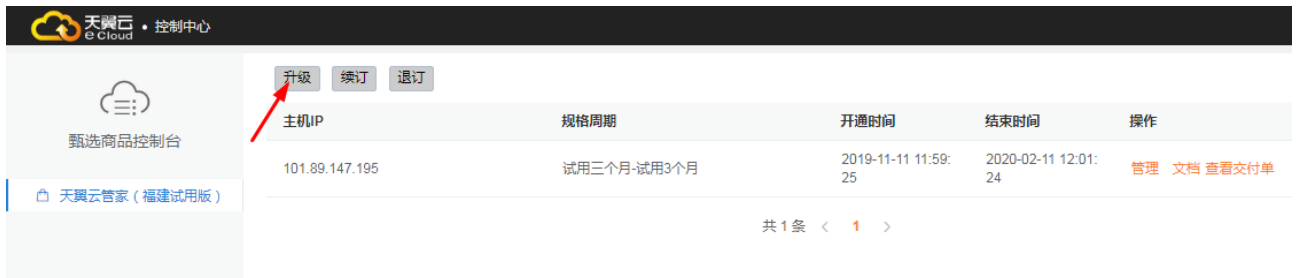 天翼云 • 控制中心
e Cloud
甄选商品控制台
天翼云管家（福建试用版）
升级 续订 退订
主机IP 规格周期 开通时间 结束时间 操作
101.89.147.195 试用三个月-试用3个月 2019-11-11 11:59: 2020-02-11 12:01: 管理 文档 查看交付单
25 24
共 1 条 < 1 >